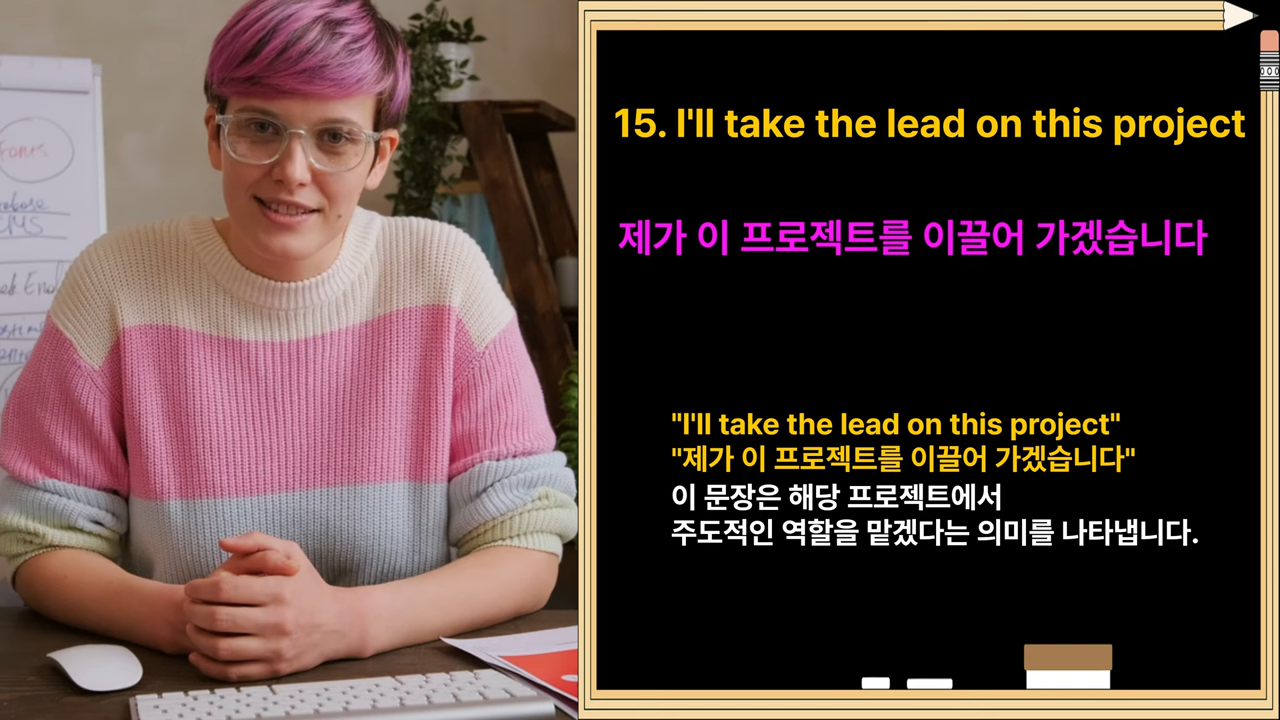 Forms
15. I'll take the lead on this project
제가 이 프로젝트를 이끌어 가겠습니다
"I'll take the lead on this project"
"제가 이 프로젝트를 이끌어 가겠습니다"
이 문장은 해당 프로젝트에서
주도적인 역할을 맡겠다는 의미를 나타냅니다.